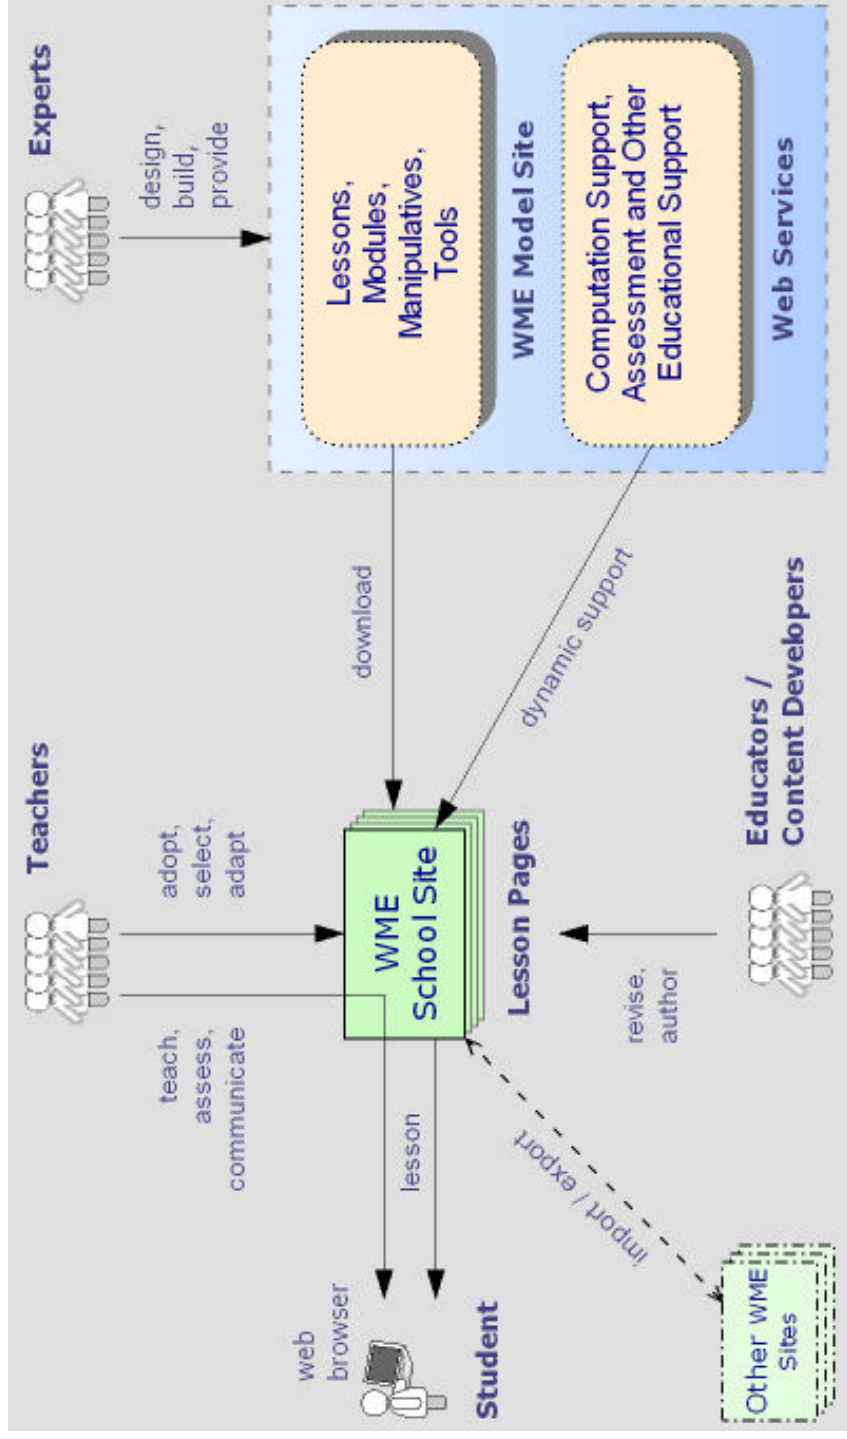 Experts
design,
build,
provide
Lessons,
Modules,
Manipulatives,
Tools
WME Model Site
Computation Support,
Assessment and Other
Educational Support
Web Services
download
dynamic support
Teachers
adopt,
select,
adapt
teach,
assess,
communicate
WME
School Site
Lesson Pages
Educators /
Content Developers
revise,
author
lesson
import / export
web
browser
Student
Other WME
Sites